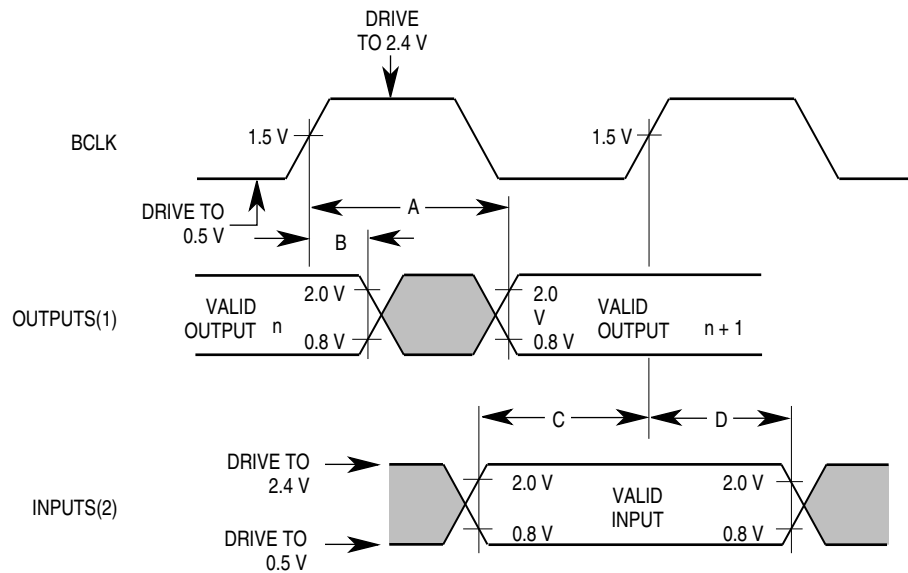 DRIVE
TO 2.4 V
BCLK
1.5 V
1.5 V
DRIVE TO
0.5 V
A
B
OUTPUTS(1)
VALID
OUTPUT n
2.0 V
0.8 V
2.0
V
0.8 V
VALID
OUTPUT
n + 1
C
D
INPUTS(2)
DRIVE TO
2.4 V
DRIVE TO
0.5 V
2.0 V
0.8 V
VALID
INPUT
2.0 V
0.8 V